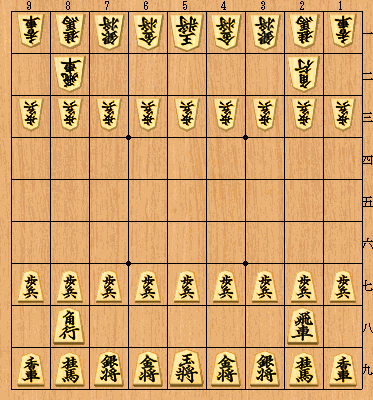 9 8 7 6 5 4 3 2 1
香車 桂馬 銀将 金将 王将 金将 銀将 桂馬 香車 一
飛車 角行 二
歩兵 歩兵 歩兵 歩兵 歩兵 歩兵 歩兵 歩兵 歩兵 三
四
五
六
歩兵 歩兵 歩兵 歩兵 歩兵 歩兵 歩兵 歩兵 歩兵 七
角行 飛車 八
香車 桂馬 銀将 金将 玉将 金将 銀将 桂馬 香車 九